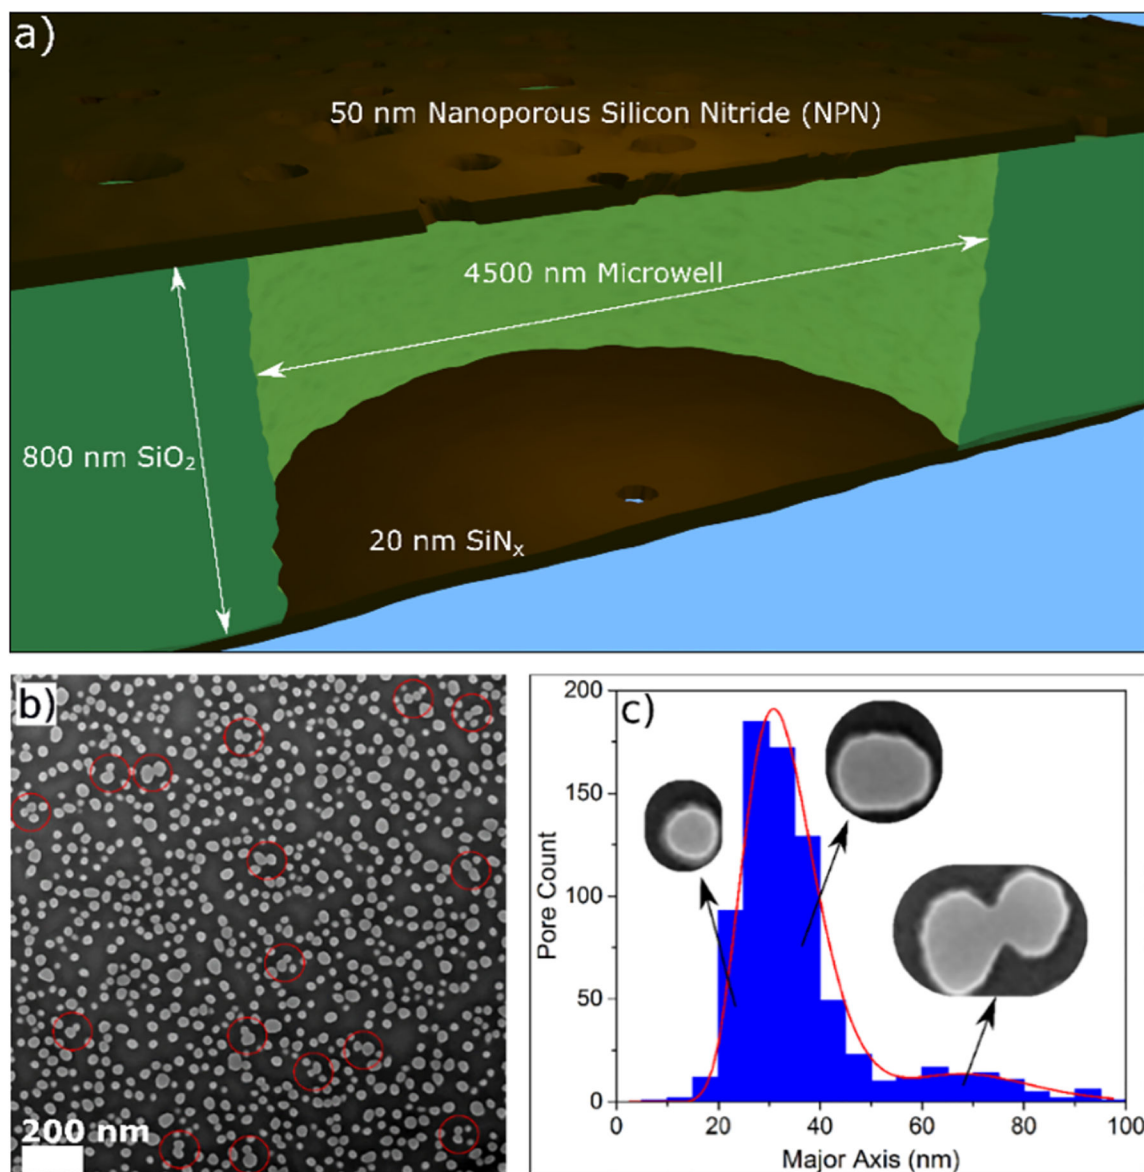 a)
50 nm Nanoporous Silicon Nitride (NPN)
4500 nm Microwell
800 nm SiO₂
20 nm SiNₓ
b)
200 nm
c)
200
150
100
50
0
Pore Count
20
40
60
80
100
Major Axis (nm)